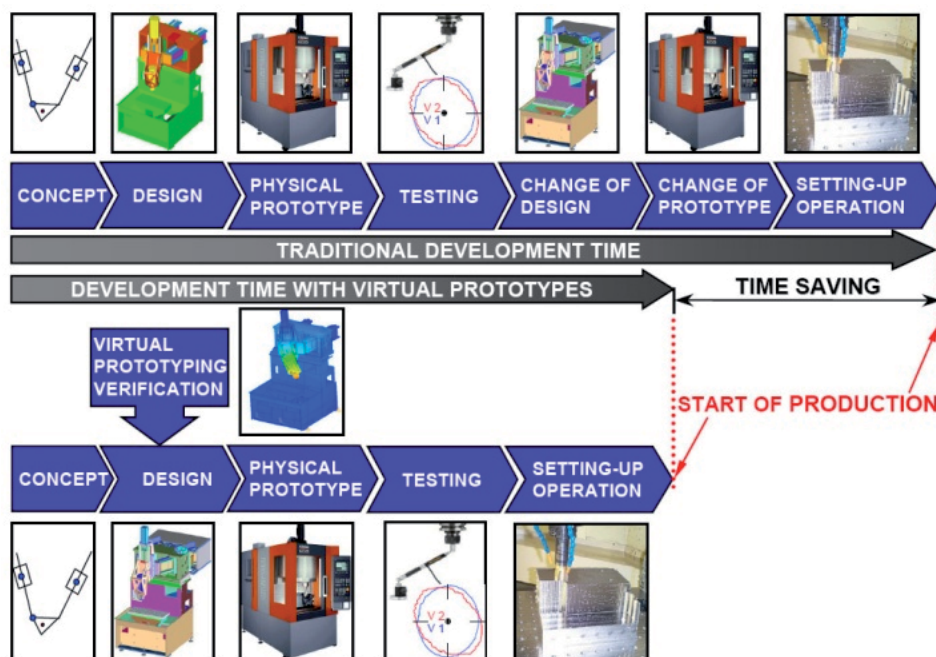 V2
V1
CONCEPT
DESIGN
PHYSICAL
PROTOTYPE
TESTING
CHANGE OF
DESIGN
CHANGE OF
PROTOTYPE
SETTING-UP
OPERATION
TRADITIONAL DEVELOPMENT TIME
DEVELOPMENT TIME WITH VIRTUAL PROTOTYPES
TIME SAVING
VIRTUAL
PROTOTYPING
VERIFICATION
START OF PRODUCTION
CONCEPT
DESIGN
PHYSICAL
PROTOTYPE
TESTING
SETTING-UP
OPERATION
V2
V1